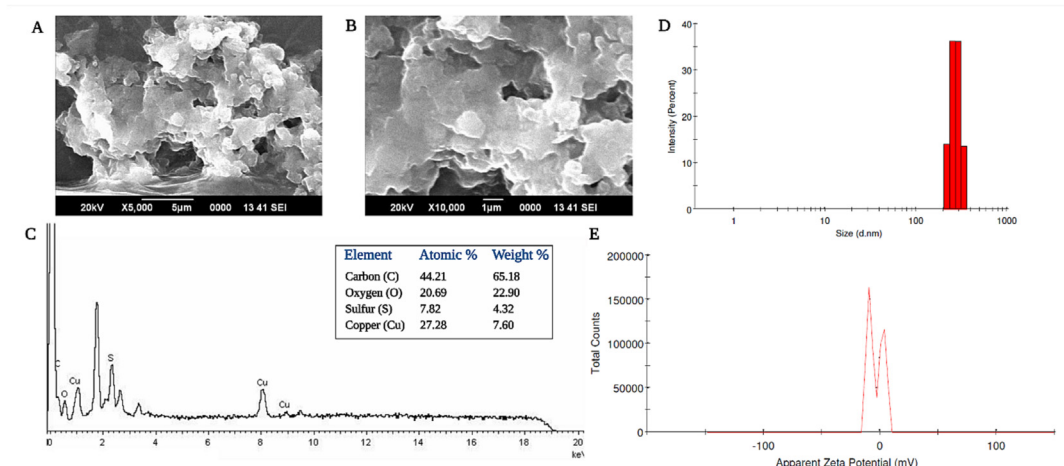 A
20kV X5,000 5µm 0000 13 41 SEI
B
20kV X10,000 1µm 0000 13 41 SEI
C
Element Atomic % Weight %
Carbon (C) 44.21 65.18
Oxygen (O) 20.69 22.90
Sulfur (S) 7.82 4.32
Copper (Cu) 27.28 7.60
C
O
Cu
S
Cu
Cu
0 2 4 6 8 10 12 14 16 18 20
keV
D
Intensity (Percent)
40
30
20
10
0
1 10 100 1000
Size (d.nm)
E
Total Counts
200000
150000
100000
50000
0
-100 0 100
Apparent Zeta Potential (mV)